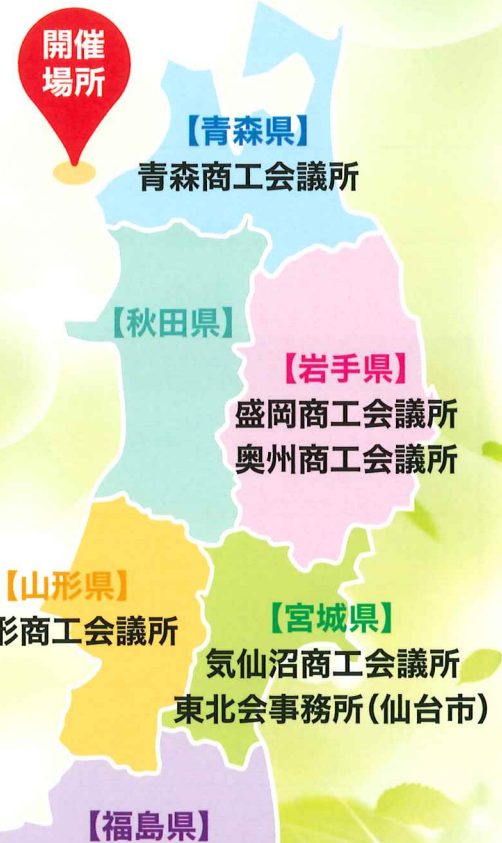 開催
場所
【青森県】
青森商工会議所
【秋田県】
【岩手県】
盛岡商工会議所
奥州商工会議所
【山形県】
形商工会議所
【宮城県】
気仙沼商工会議所
東北会事務所(仙台市)
【福島県】